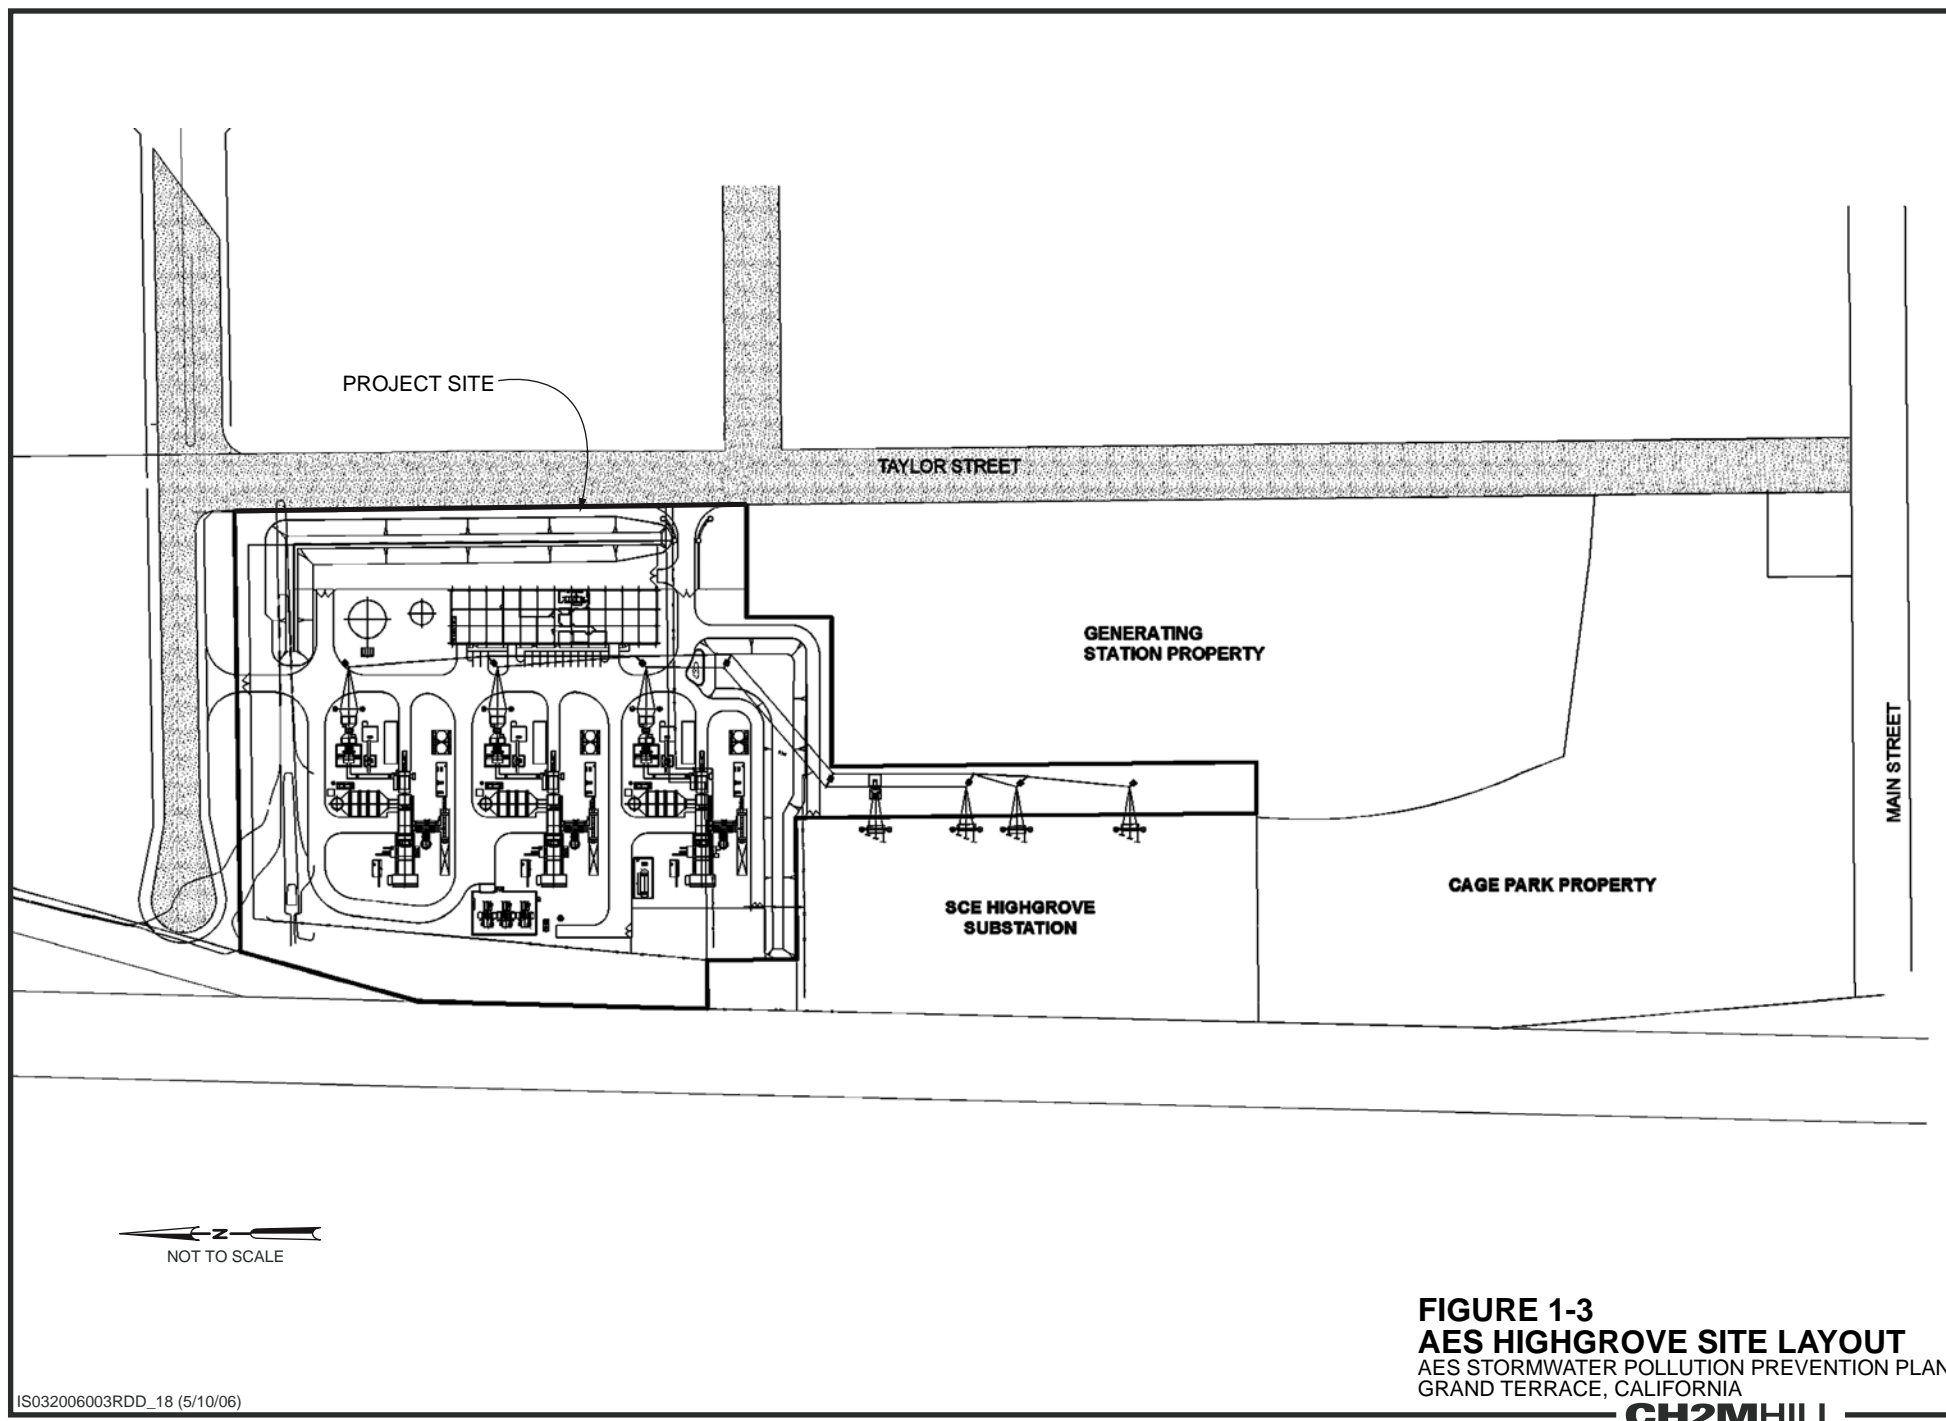 PROJECT SITE
TAYLOR STREET
GENERATING
STATION PROPERTY
MAIN STREET
CAGE PARK PROPERTY
SCE HIGHGROVE
SUBSTATION
N
NOT TO SCALE
FIGURE 1-3
AES HIGHGROVE SITE LAYOUT
AES STORMWATER POLLUTION PREVENTION PLAN
GRAND TERRACE, CALIFORNIA
IS032006003RDD_18 (5/10/06)
CH2MHILL